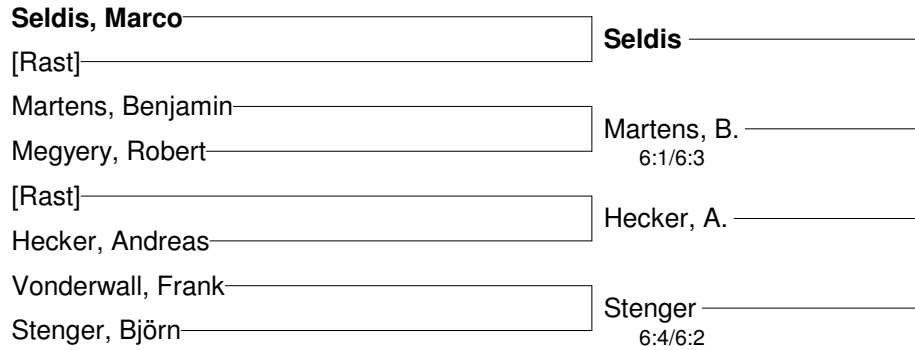 Seldis, Marco
[Rast]
Martens, Benjamin
Megyery, Robert
[Rast]
Hecker, Andreas
Vonderwall, Frank
Stenger, Björn
Seldis
Martens, B.
6:1/6:3
Hecker, A.
Stenger
6:4/6:2